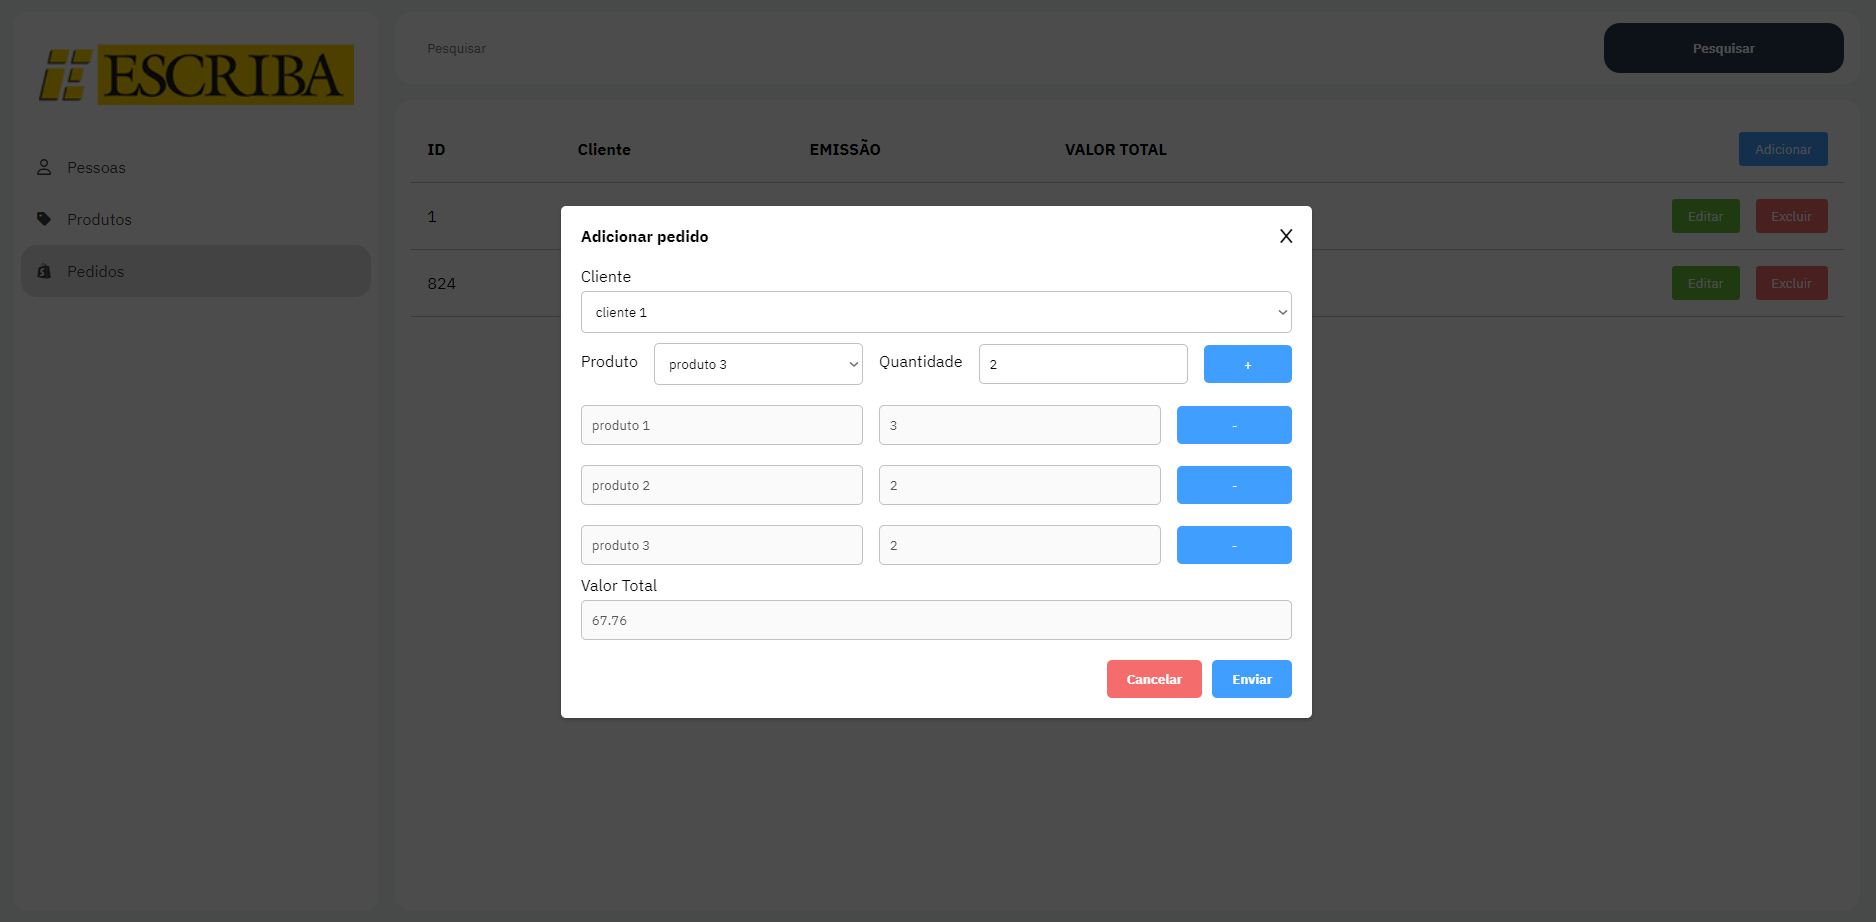 ESCRIBA
Pessoas
Produtos
Pedidos
Pesquisar Pesquisar
ID Cliente EMISSÃO VALOR TOTAL Adicionar
1 Editar Excluir
824 Editar Excluir
Adicionar pedido X
Cliente
cliente 1
Produto produto 3 Quantidade 2 +
produto 1 3 -
produto 2 2 -
produto 3 2 -
Valor Total
67.76
Cancelar Enviar